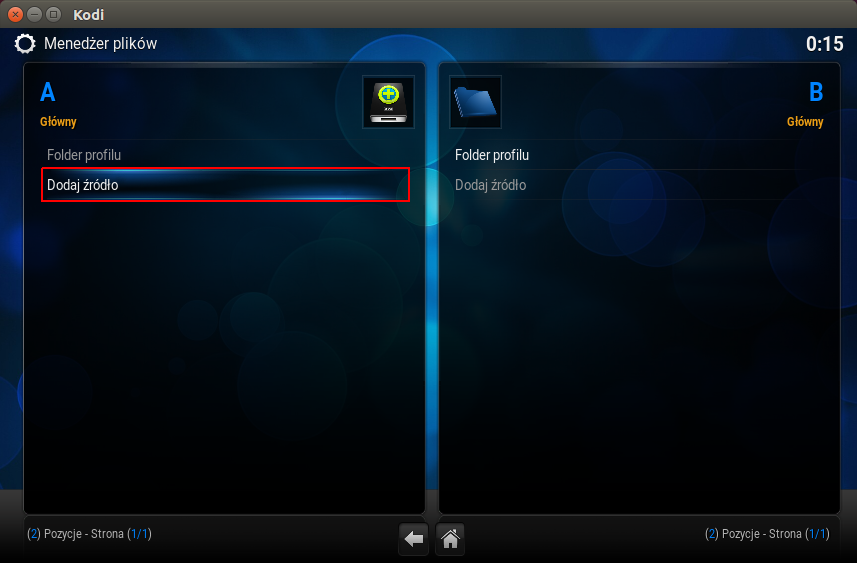 Kodi
Menedżer plików
0:15
A
Główny
Folder profilu
Dodaj źródło
(2) Pozycje - Strona (1/1)
B
Główny
Folder profilu
Dodaj źródło
(2) Pozycje - Strona (1/1)